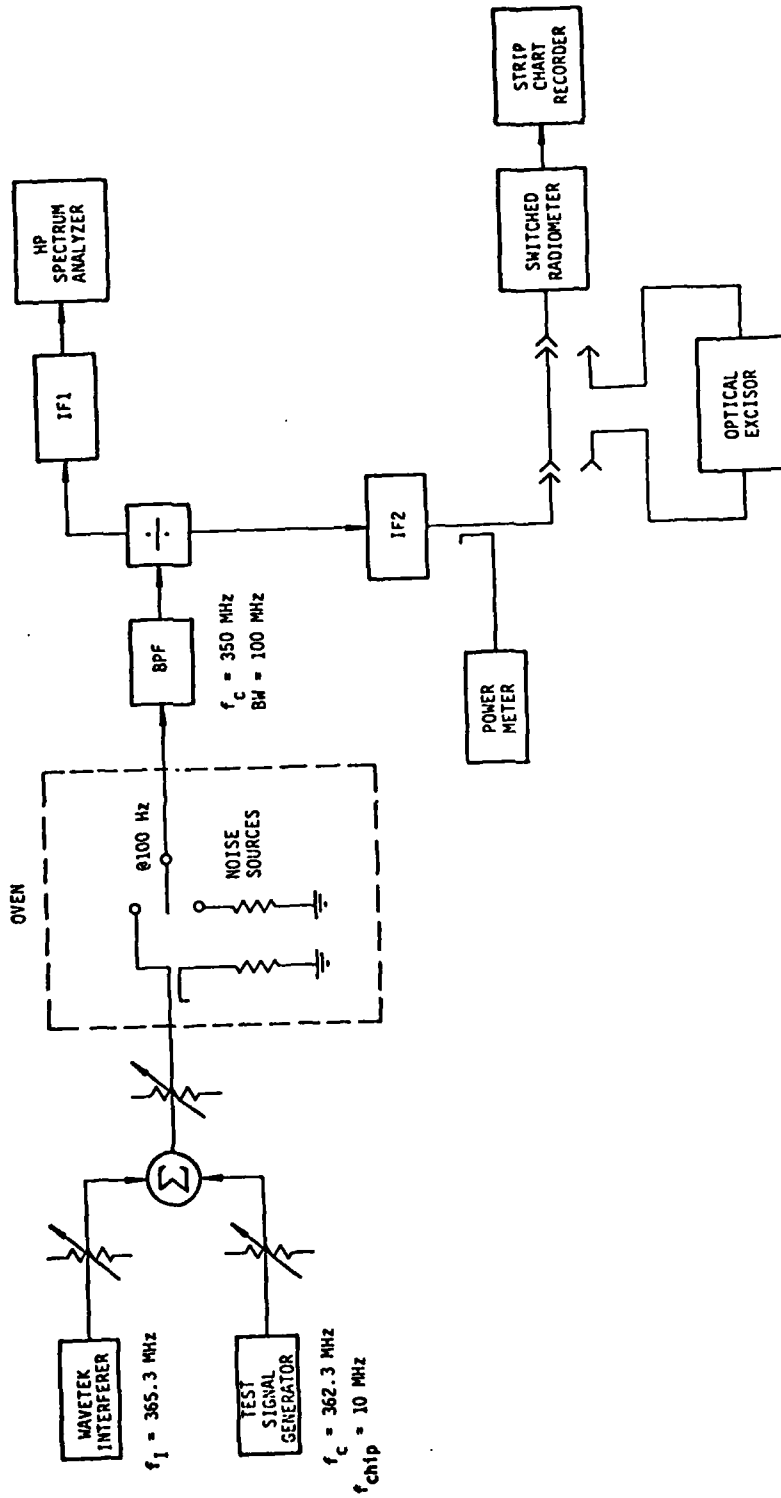 WAVETEK
INTERFERER
f_I = 365.3 MHz
TEST
SIGNAL
GENERATOR
f_c = 362.3 MHz
f_chip = 10 MHz
Σ
OVEN
@100 Hz
NOISE
SOURCES
BPF
f_c = 350 MHz
BW = 100 MHz
÷
IF1
HP
SPECTRUM
ANALYZER
IF2
POWER
METER
SWITCHED
RADIOMETER
STRIP
CHART
RECORDER
OPTICAL
EXCISOR